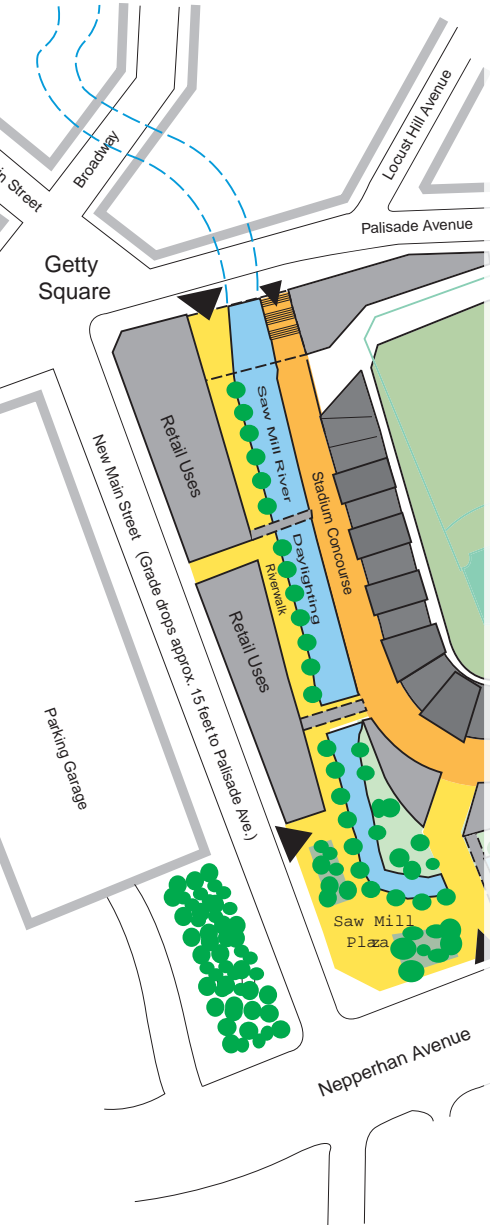 Broadway
in Street
Locust Hill Avenue
Palisade Avenue
Getty
Square
Retail Uses
Saw Mill River
Daylighting
Stadium Concourse
Riverwalk
New Main Street (Grade drops approx. 15 feet to Palisade Ave.)
Retail Uses
Parking Garage
Saw Mill
Plaza
Nepperhan Avenue